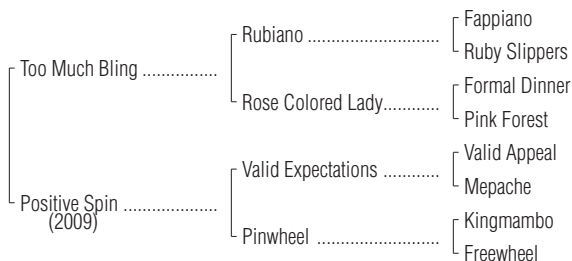 Fappiano
Rubiano ...........................
Ruby Slippers
Too Much Bling ................
Formal Dinner
Rose Colored Lady............
Pink Forest
Valid Appeal
Valid Expectations ............
Mepache
Positive Spin ....................
(2009)
Kingmambo
Pinwheel ..........................
Freewheel